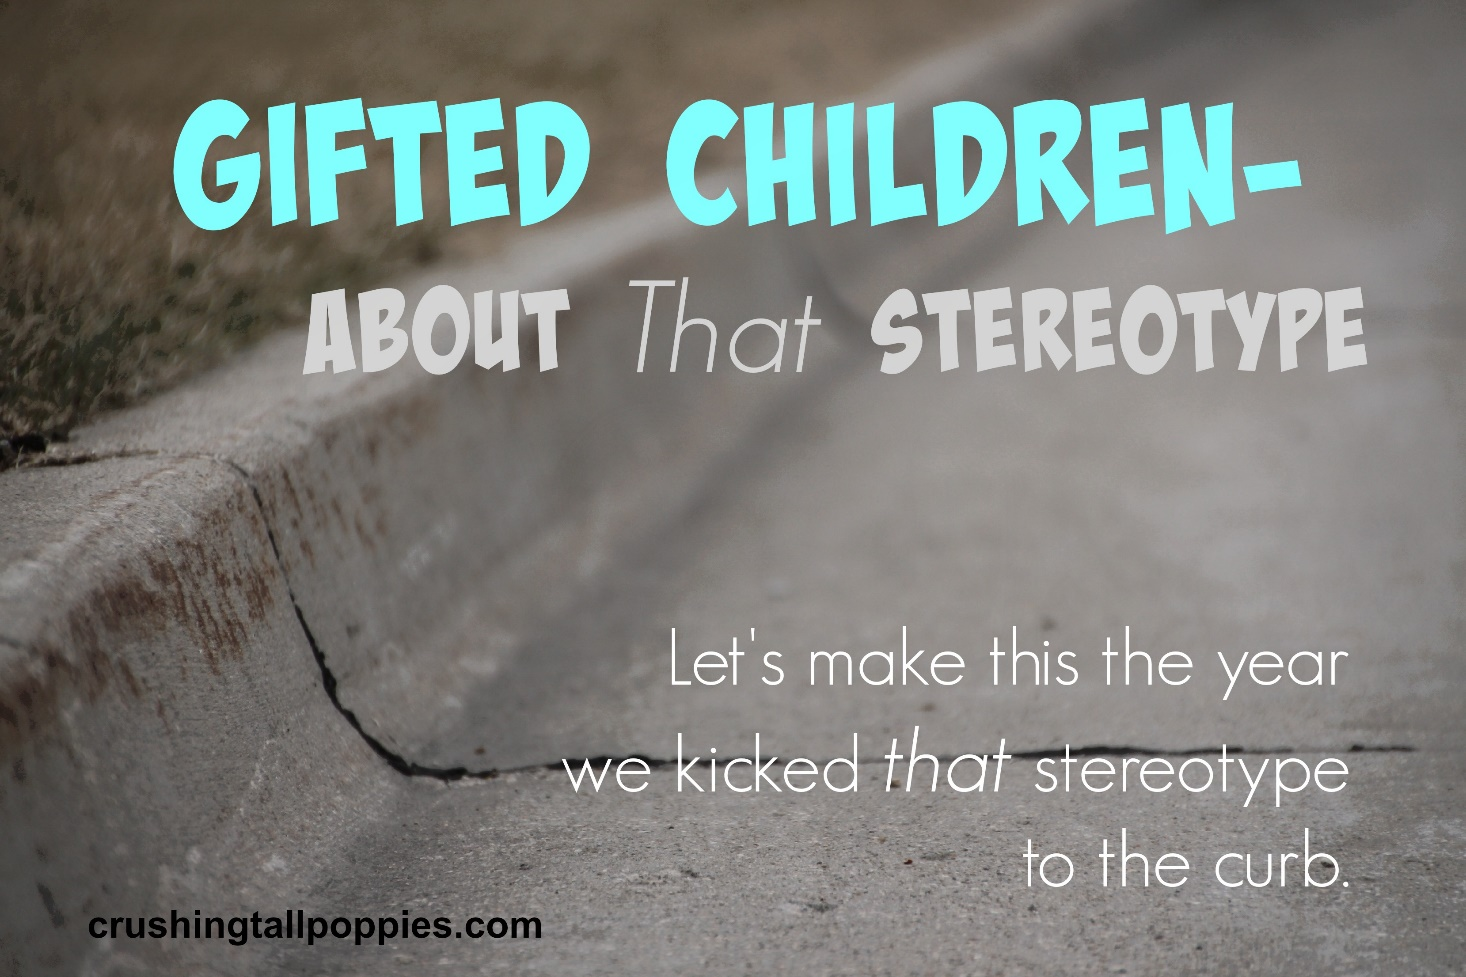 GIFTED CHILDREN-
ABOUT That STEREOTYPE
Let's make this the year
we kicked that stereotype
to the curb.
crushingtallpoppies.com